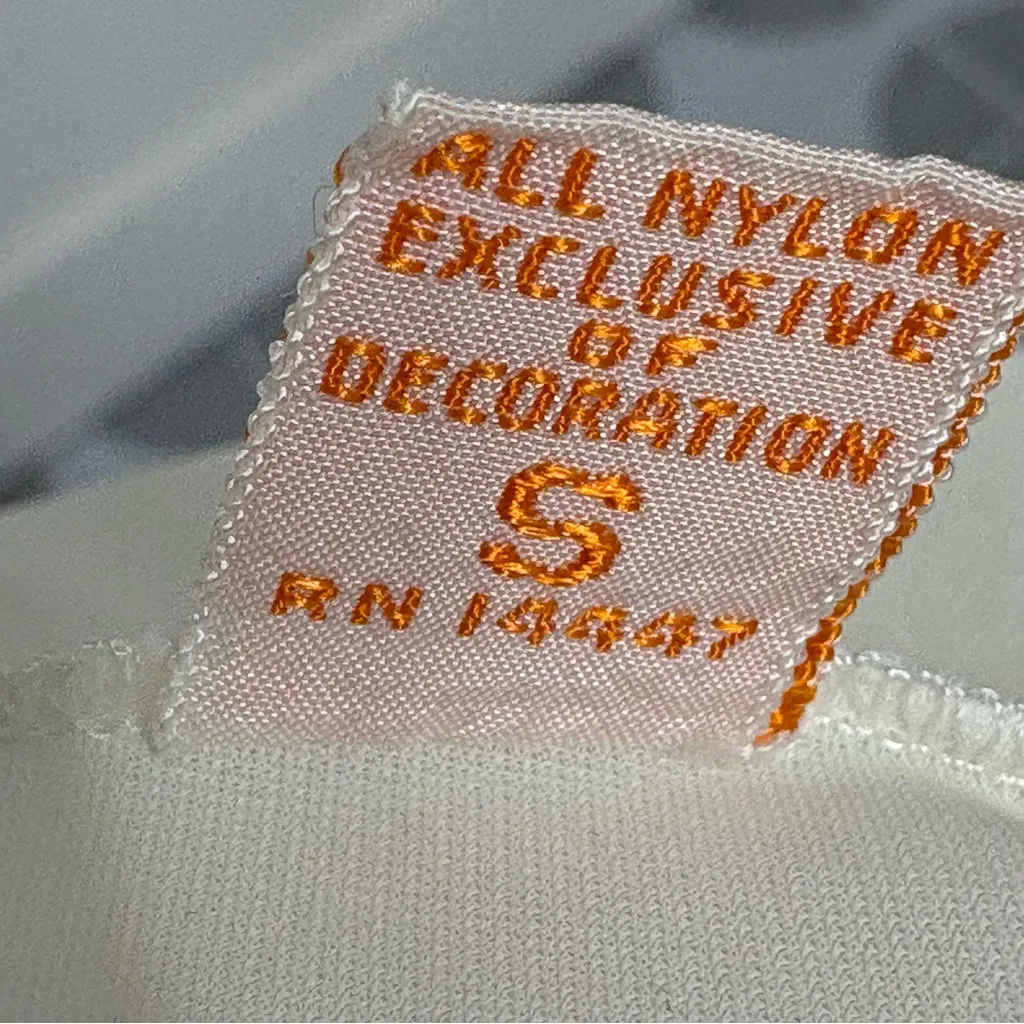 ALL NYLON
EXCLUSIVE
OF
DECORATION
S
RN 14447